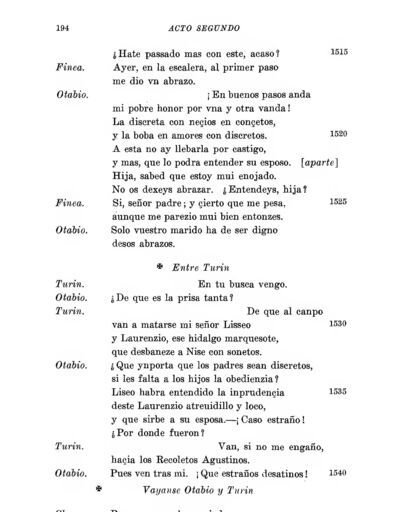 194 ACTO SEGUNDO
¿Hate passado mas con este, acaso? 1515
Finea. Ayer, en la escalera, al primer paso
me dio vn abrazo.
Otabio. ¡En buenos pasos anda
mi pobre honor por vna y otra vanda!
La discreta con neçios en conçetos,
y la boba en amores con discretos. 1520
A esta no ay llebarla por castigo,
y mas, que lo podra entender su esposo. [aparte]
Hija, sabed que estoy mui enojado.
No os dexeys abrazar. ¿Entendeys, hija?
Finea. Si, señor padre; y çierto que me pesa, 1525
aunque me parezio mui bien entonzes.
Otabio. Solo vuestro marido ha de ser digno
desos abrazos.
✠ Entre Turin
Turin. En tu busca vengo.
Otabio. ¿De que es la prisa tanta?
Turin. De que al canpo
van a matarse mi señor Lisseo 1530
y Laurenzio, ese hidalgo marquesote,
que desbaneze a Nise con sonetos.
Otabio. ¿Que ynporta que los padres sean discretos,
si les falta a los hijos la obedienzia?
Liseo habra entendido la inprudençia 1535
deste Laurenzio atreuidillo y loco,
y que sirbe a su esposa.—¡Caso estraño!
¿Por donde fueron?
Turin. Van, si no me engaño,
haçia los Recoletos Agustinos.
Otabio. Pues ven tras mi. ¡Que estraños desatinos! 1540
✠ Vayanse Otabio y Turin